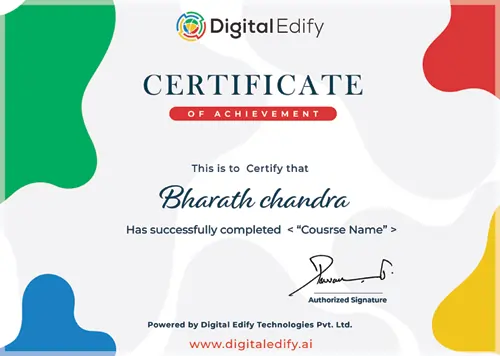 Digital Edify
CERTIFICATE
OF ACHIEVEMENT
This is to Certify that
Bharath chandra
Has successfully completed < “Cousrse Name” >
Authorized Signature
Powered by Digital Edify Technologies Pvt. Ltd.
www.digitaledify.ai